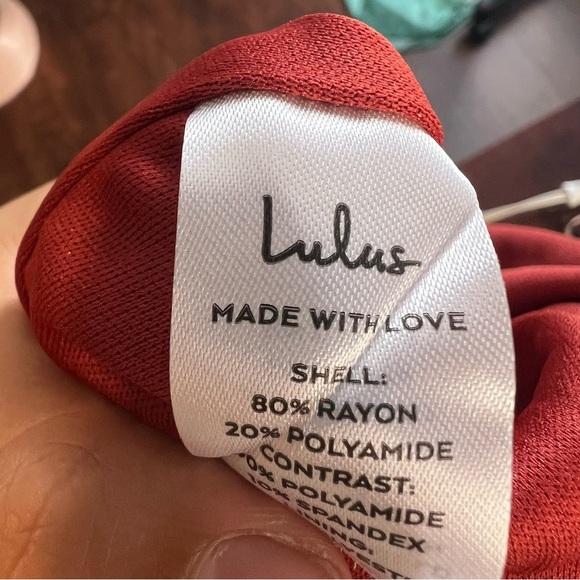 Lulus
MADE WITH LOVE
SHELL:
80% RAYON
20% POLYAMIDE
CONTRAST:
POLYAMIDE
SPANDEX